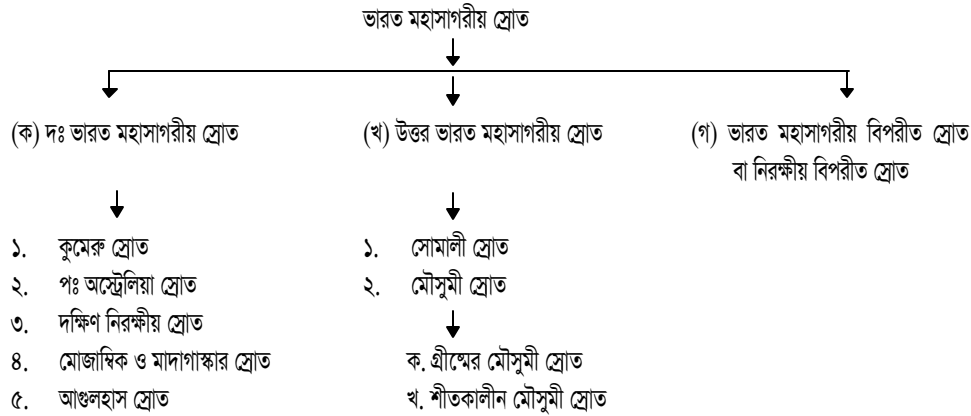 ভারত মহাসাগরীয় স্রোত
(ক) দঃ ভারত মহাসাগরীয় স্রোত
(খ) উত্তর ভারত মহাসাগরীয় স্রোত
(গ) ভারত মহাসাগরীয় বিপরীত স্রোত
বা নিরক্ষীয় বিপরীত স্রোত
১. কুমেরু স্রোত
২. পঃ অস্ট্রেলিয়া স্রোত
৩. দক্ষিণ নিরক্ষীয় স্রোত
৪. মোজাম্বিক ও মাদাগাস্কার স্রোত
৫. আগুলহাস স্রোত
১. সোমালী স্রোত
২. মৌসুমী স্রোত
ক. গ্রীষ্মের মৌসুমী স্রোত
খ. শীতকালীন মৌসুমী স্রোত